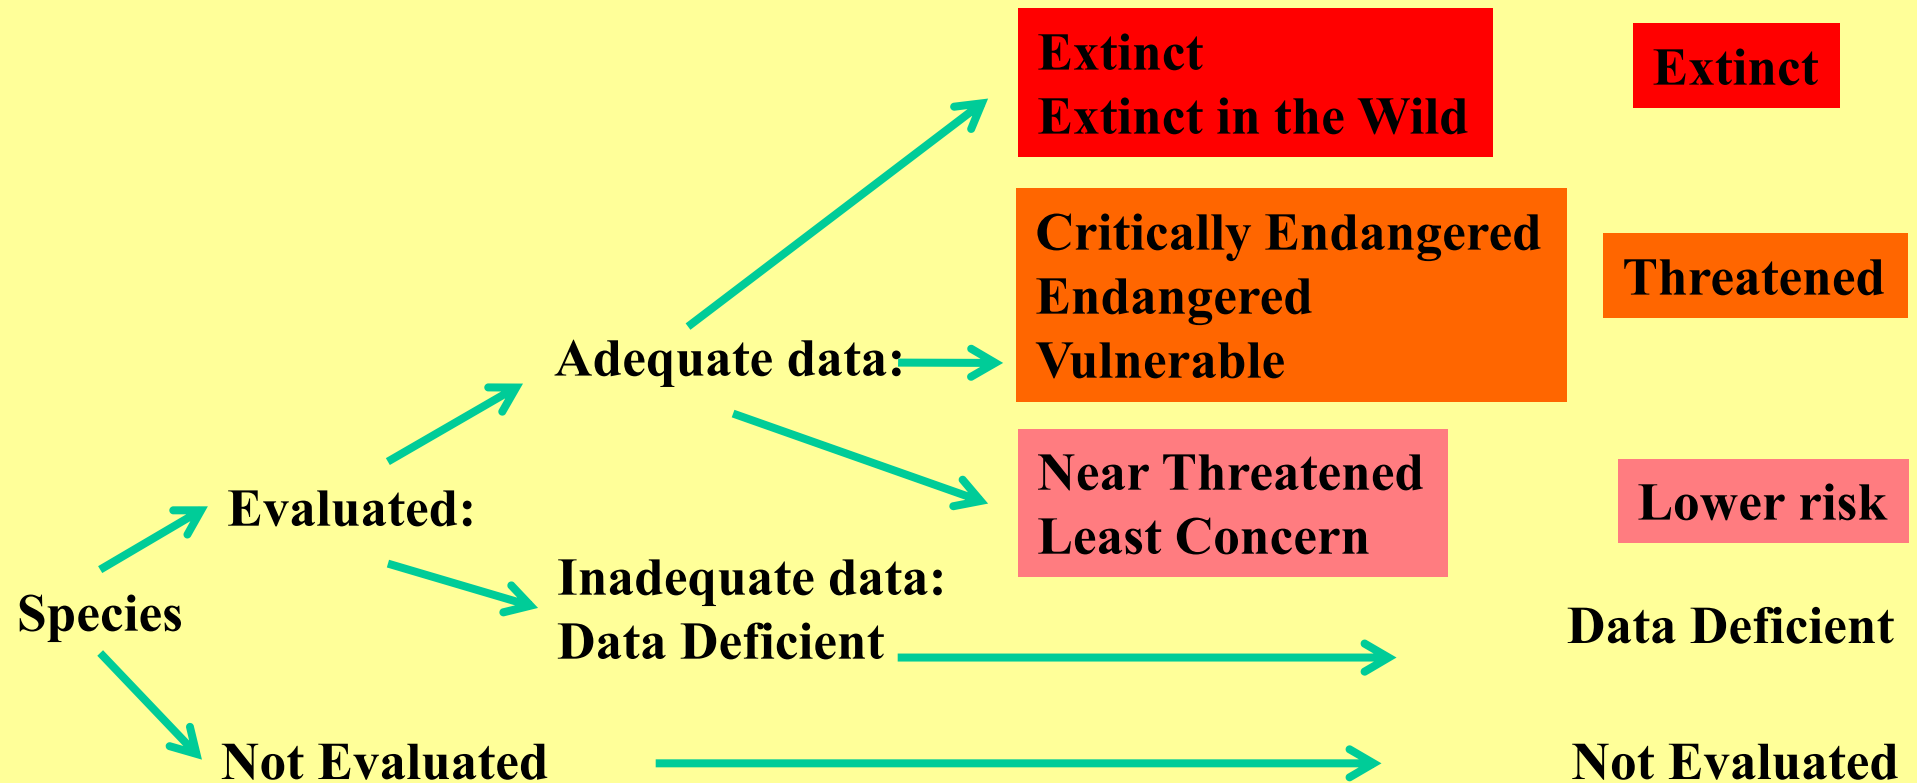 Extinct
Extinct in the Wild
Extinct
Critically Endangered
Endangered
Vulnerable
Threatened
Adequate data:
Near Threatened
Least Concern
Lower risk
Evaluated:
Inadequate data:
Data Deficient
Data Deficient
Species
Not Evaluated
Not Evaluated